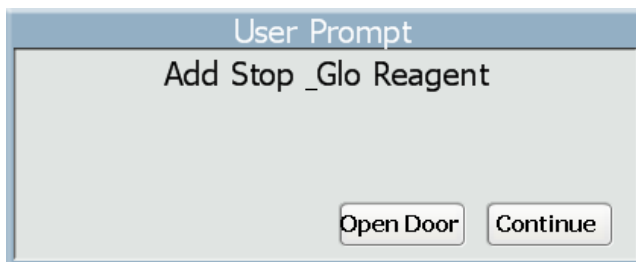 User Prompt
Add Stop _Glo Reagent
Open Door Continue